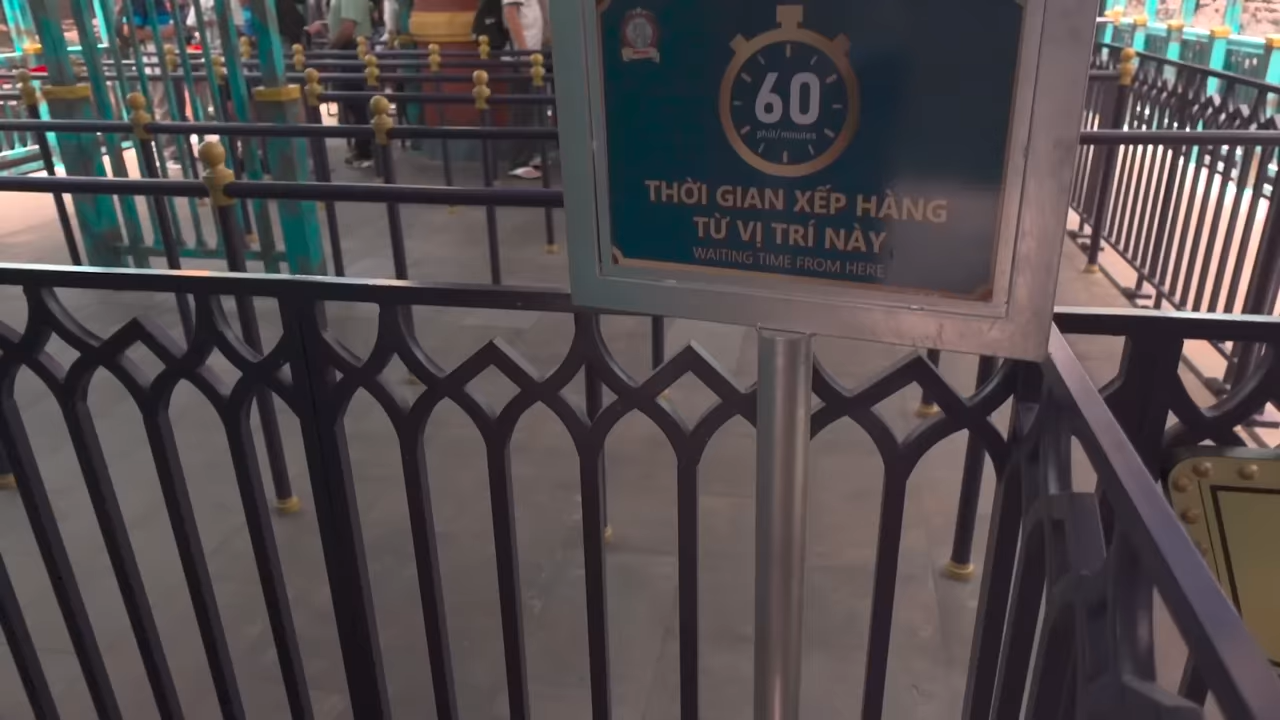 60
phút/minutes
THỜI GIAN XẾP HÀNG
TỪ VỊ TRÍ NÀY
WAITING TIME FROM HERE